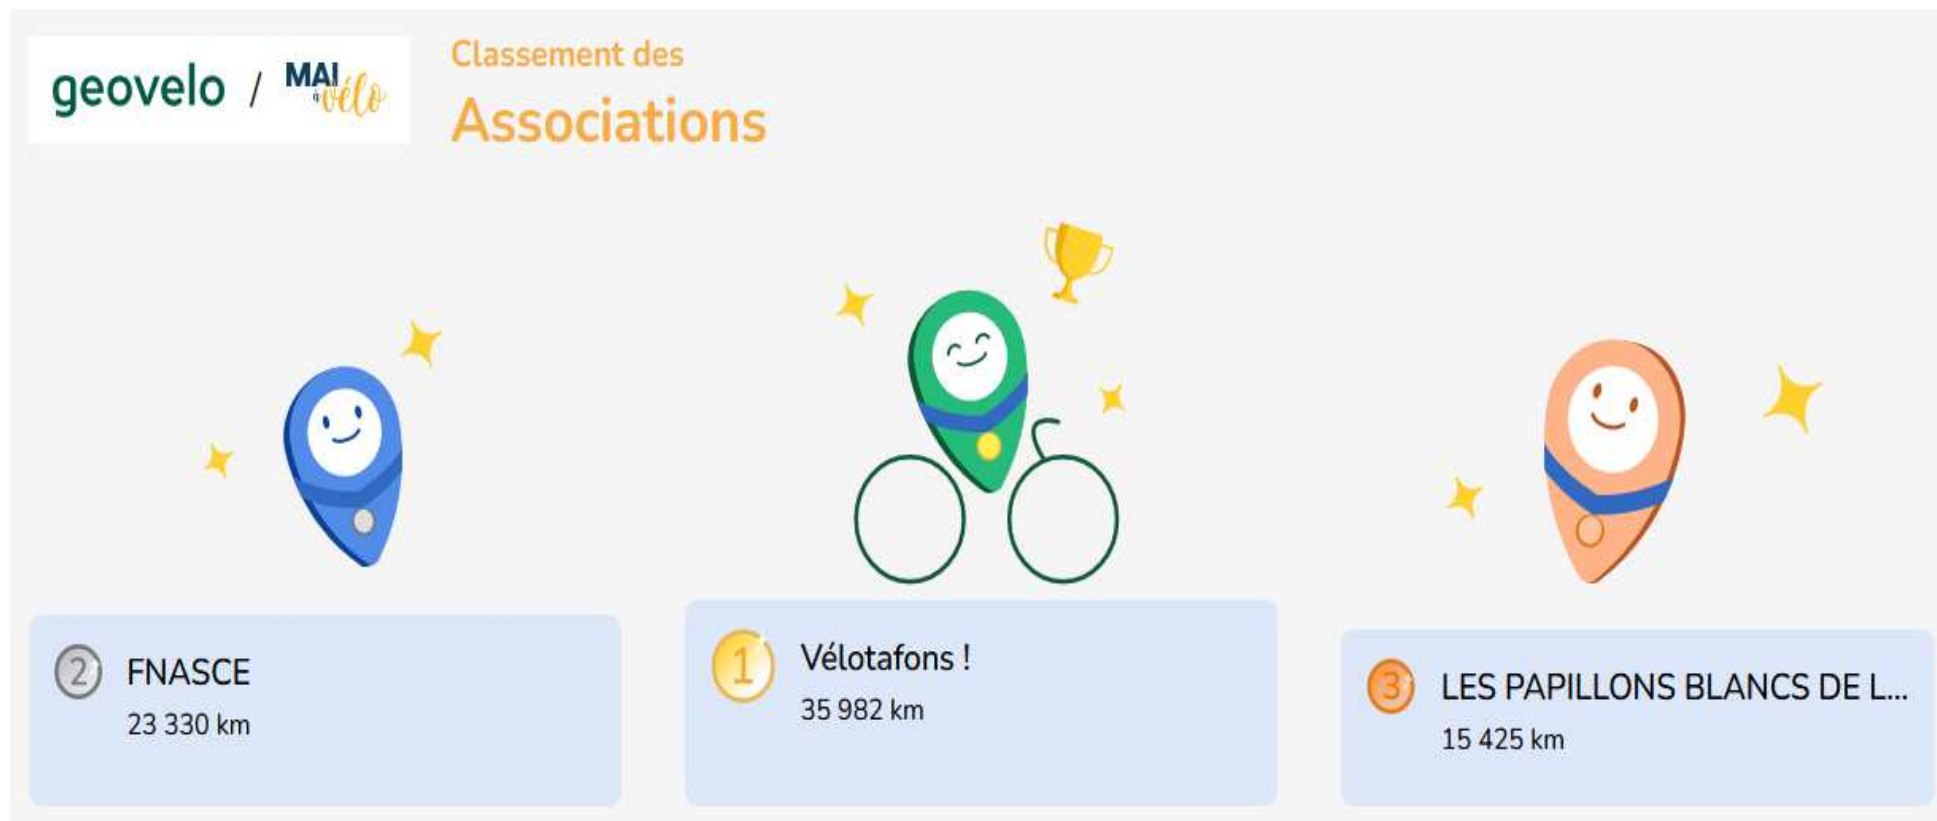 geovelo / MAI à vélo
Classement des
Associations
2
FNASCE
23 330 km
1
Vélotafons !
35 982 km
3
LES PAPILLONS BLANCS DE L...
15 425 km